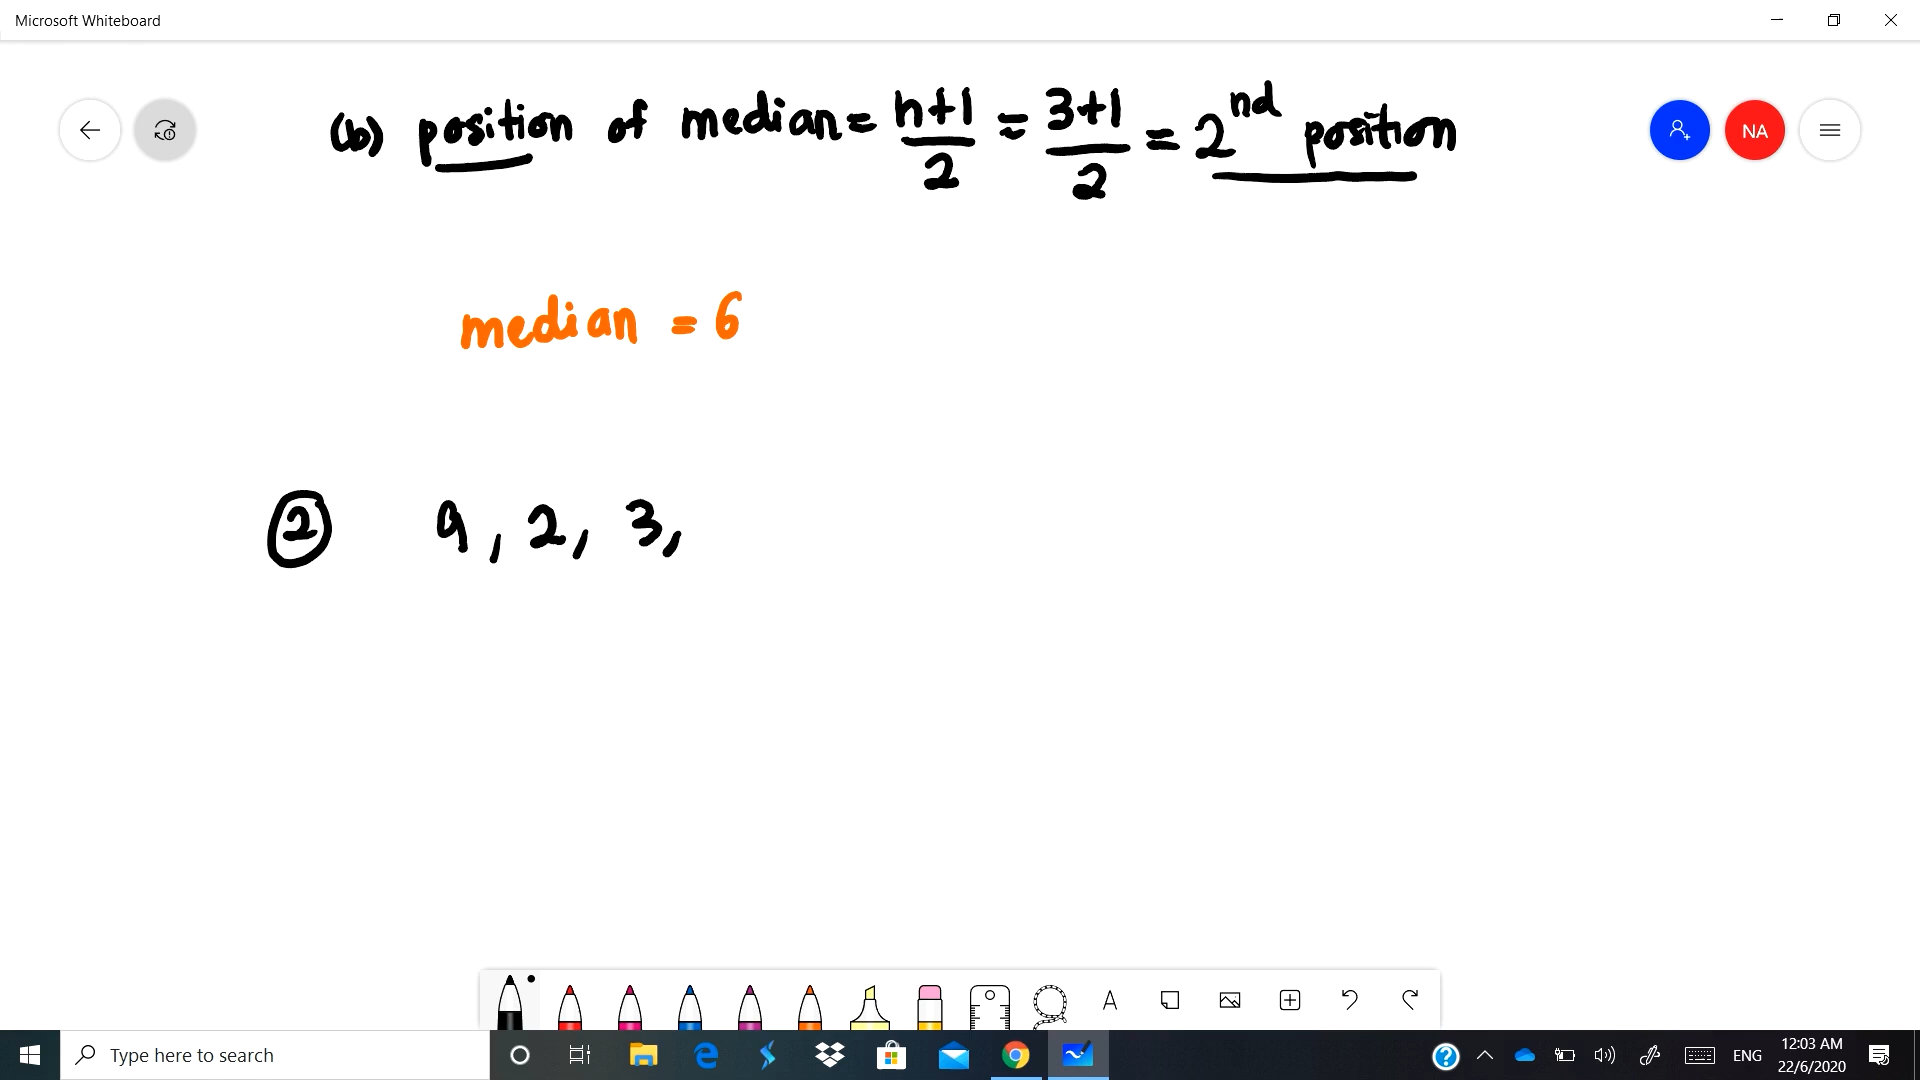 Microsoft Whiteboard
(b) position of median = n+1/2 = 3+1/2 = 2nd position
NA
median = 6
② 9, 2, 3,
Type here to search
ENG
12:03 AM
22/6/2020